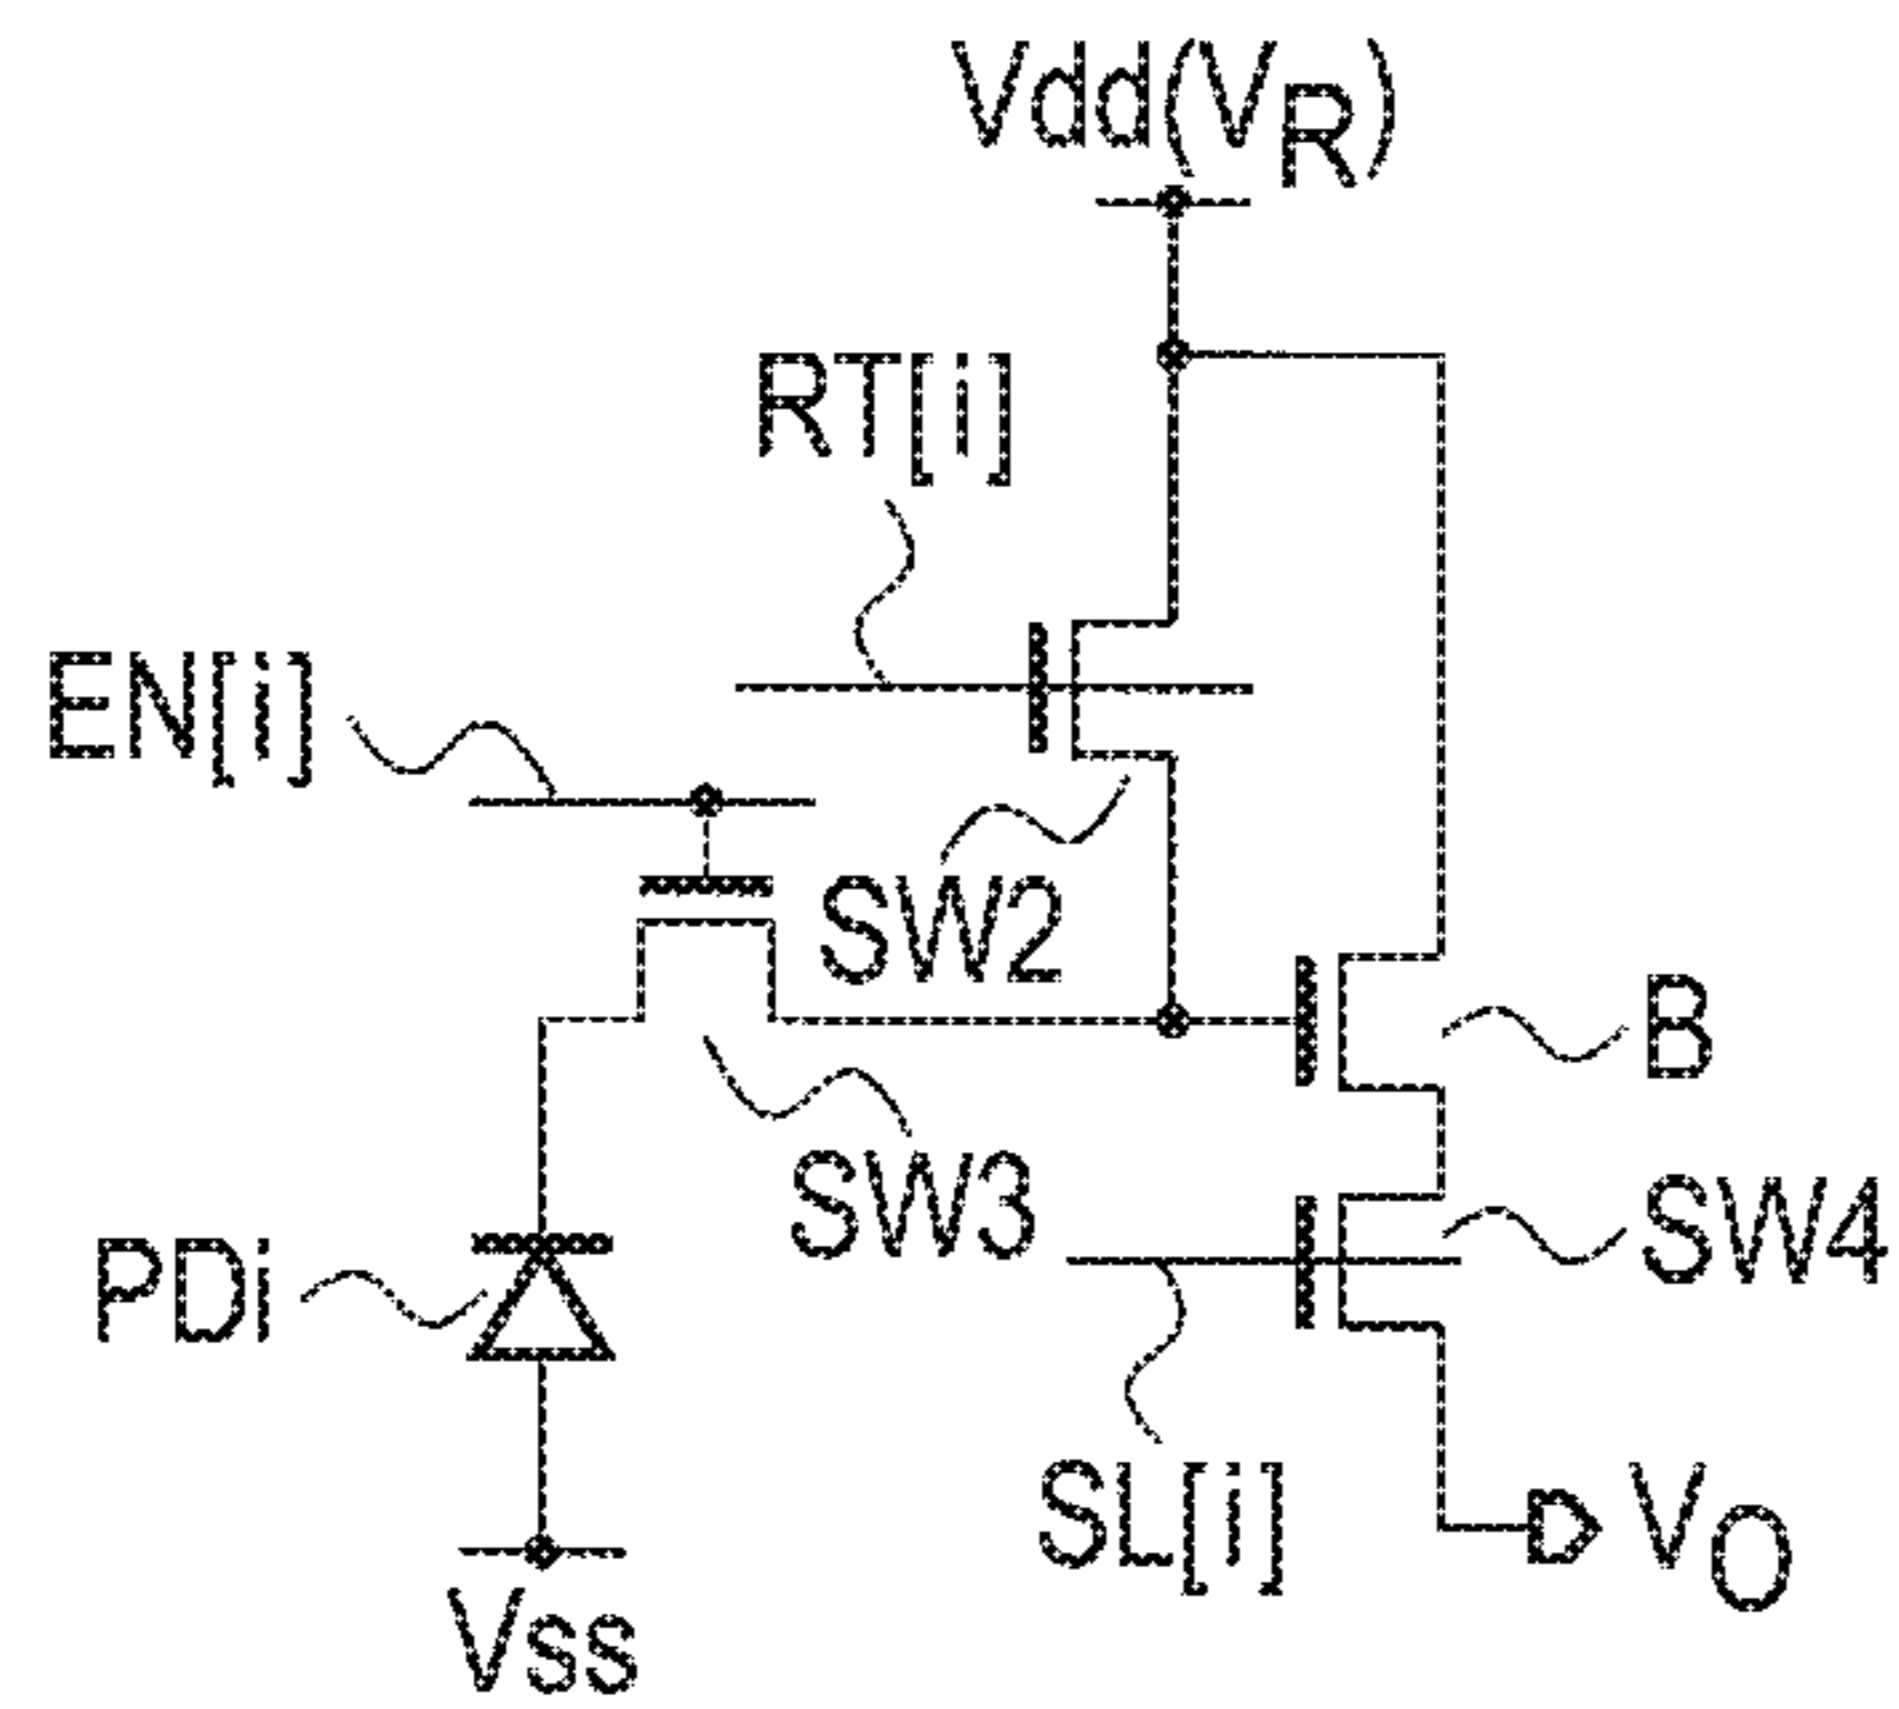 Vdd(VR)
RT[i]
EN[i]
SW2
B
SW3
SW4
PDi
SL[i]
VO
Vss